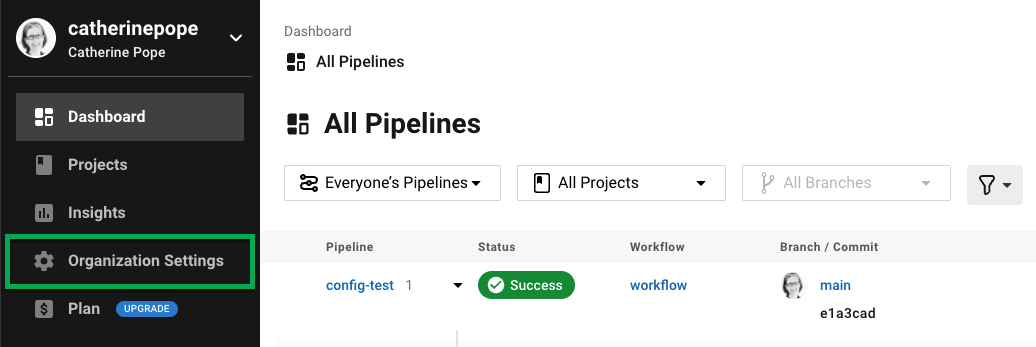 catherinepope
Catherine Pope
Dashboard
Projects
Insights
Organization Settings
Plan UPGRADE
Dashboard
All Pipelines
All Pipelines
Everyone’s Pipelines All Projects All Branches
Pipeline Status Workflow Branch / Commit
config-test 1 Success workflow main
e1a3cad